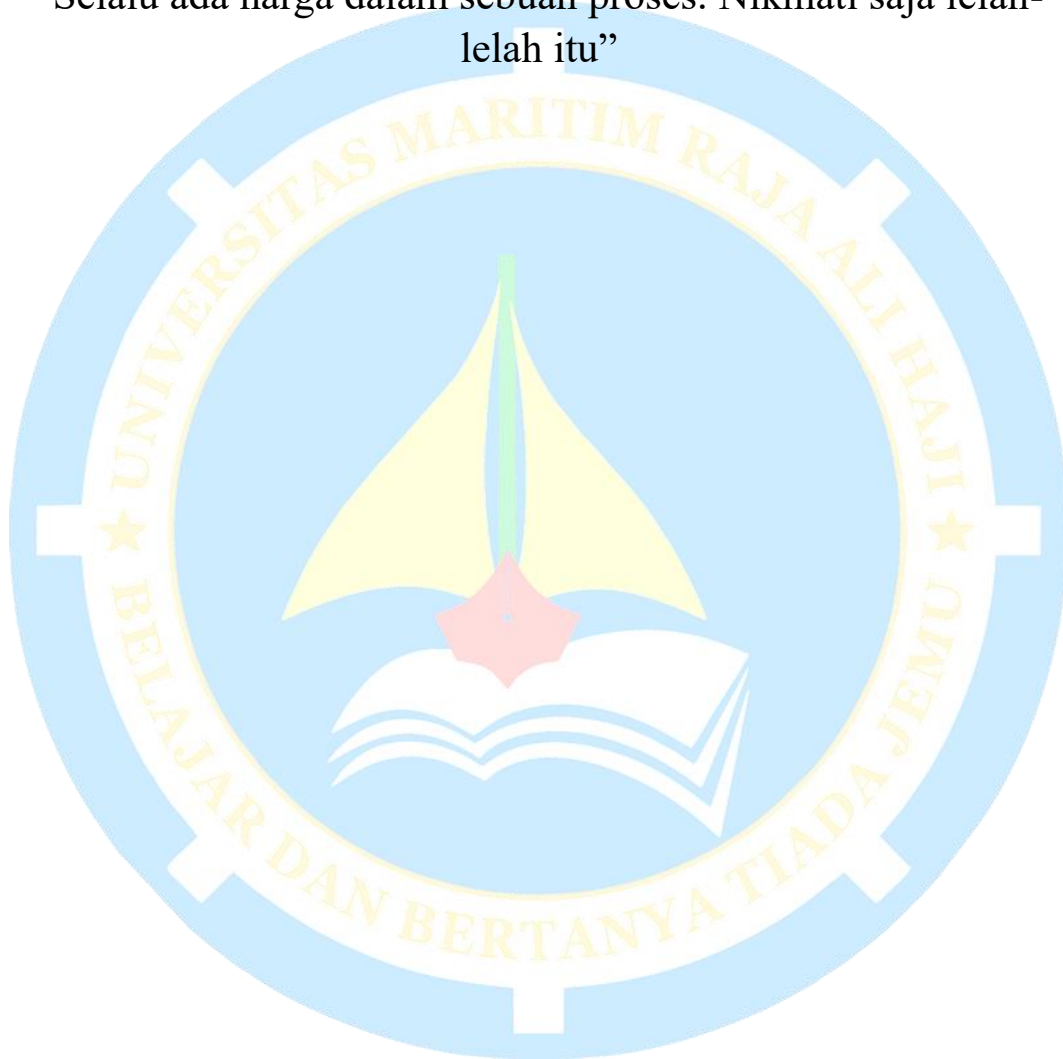 Selalu ada harga dalam sebuah proses. Nikmati saja lelah-
lelah itu”
UNIVERSITAS MARITIM RAJA ALI HAJI
BELAJAR DAN BERTANYA TIADA JEMU